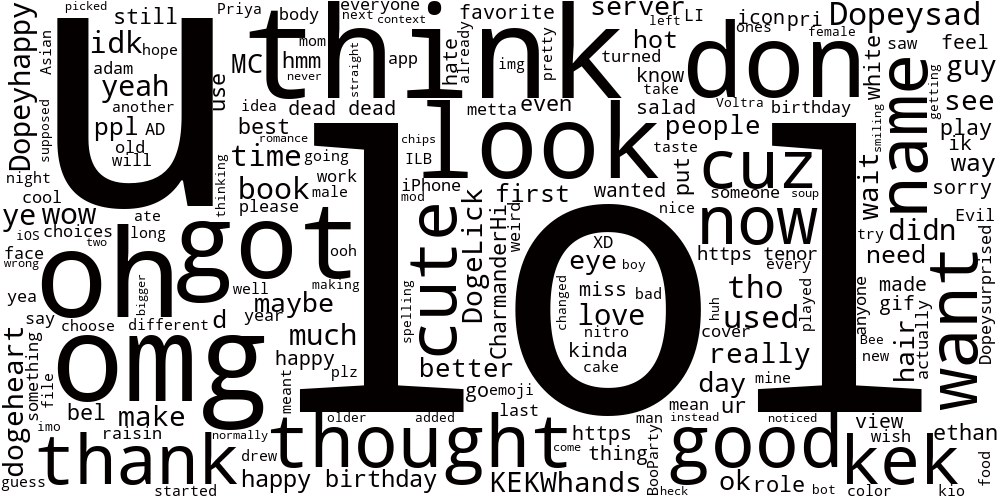 picked
still
Priya
body
everyone
next
context
favorite
server
left
LI
icon
pri
Dopeysad
Dopeyhappy
Asian
idk
hope
u
think
mom
already
hate
pretty
hot
turned
don
ones
female
saw
feel
adam
yeah
MC
hmm
never
straight
app
img
know
take
white
guy
another
use
idea
dead
dead
metta
even
salad
Voltra
birthday
smiling
name
getting
see
supposed
ppl
AD
old
will
best
romance
chips
look
taste
people
play
ik
way
night
cool
thinking
time
going
ILB
work
male
book
please
iPhone
mod
first
wanted
put
cuz
someone
soup
wait
sorry
nice
ye
wow
ate
iOS
choices
two
long
got
ooh
cute
DogeLick
CharmanderHi
weird
XD
eye
boy
now
https
tenor
every
try
didn
Evil
face
wrong
oh
bigger
well
making
maybe
year
spelling
lol
changed
miss
bad
love
nitro
huh
tho
used
cover
played
anyone
need
made
gif
want
Dopeysurprised
yea
say
choose
different
d
much
kinda
cake
really
Bee
new
hair
actually
dogeheart
something
file
omg
happy
plz
meant
better
go
emoji
day
mine
imo
bel
make
raisin
normally
older
added
last
man
mean
instead
ur
noticed
view
wish
ethan
guess
thank
started
drew
happy
birthday
thought
come
https
thing
KEKWhands
BooParty
heck
good
ok
role
bot
color
kek
kio
food